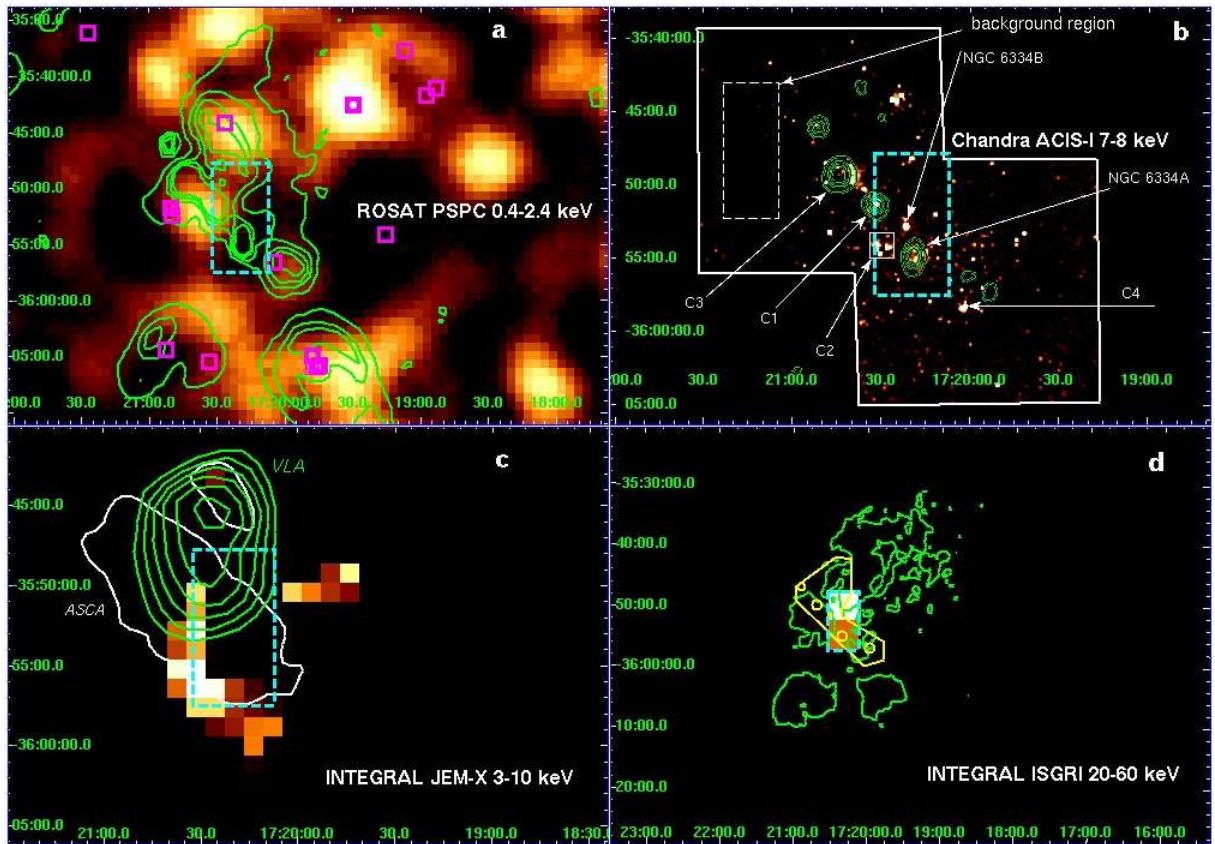 35:00.0
a
-35:40:00.0
45:00.0
50:00.0
ROSAT PSPC 0.4-2.4 keV
55:00.0
-36:00:00.0
05:00.0
:00.0 30.0 21:00.0 30.0 17:20:00.0 30.0 19:00.0 30.0 18:00.0
background region
b
-35:40:00.0
NGC 6334B
45:00.0
Chandra ACIS-I 7-8 keV
50:00.0
NGC 6334A
55:00.0
C3
C1
C4
C2
-36:00:00.0
:00.0 30.0 21:00.0 30.0 17:20:00.0 30.0 19:00.0
05:00.0
c
VLA
45:00.0
-35:50:00.0
ASCA
55:00.0
-36:00:00.0
INTEGRAL JEM-X 3-10 keV
05:00.0
21:00.0 30.0 17:20:00.0 30.0 19:00.0 18:30.0
d
-35:30:00.0
40:00.0
50:00.0
-36:00:00.0
10:00.0
INTEGRAL ISGRI 20-60 keV
20:00.0
23:00.0 22:00.0 21:00.0 17:20:00.0 19:00.0 18:00.0 17:00.0 16:00.0